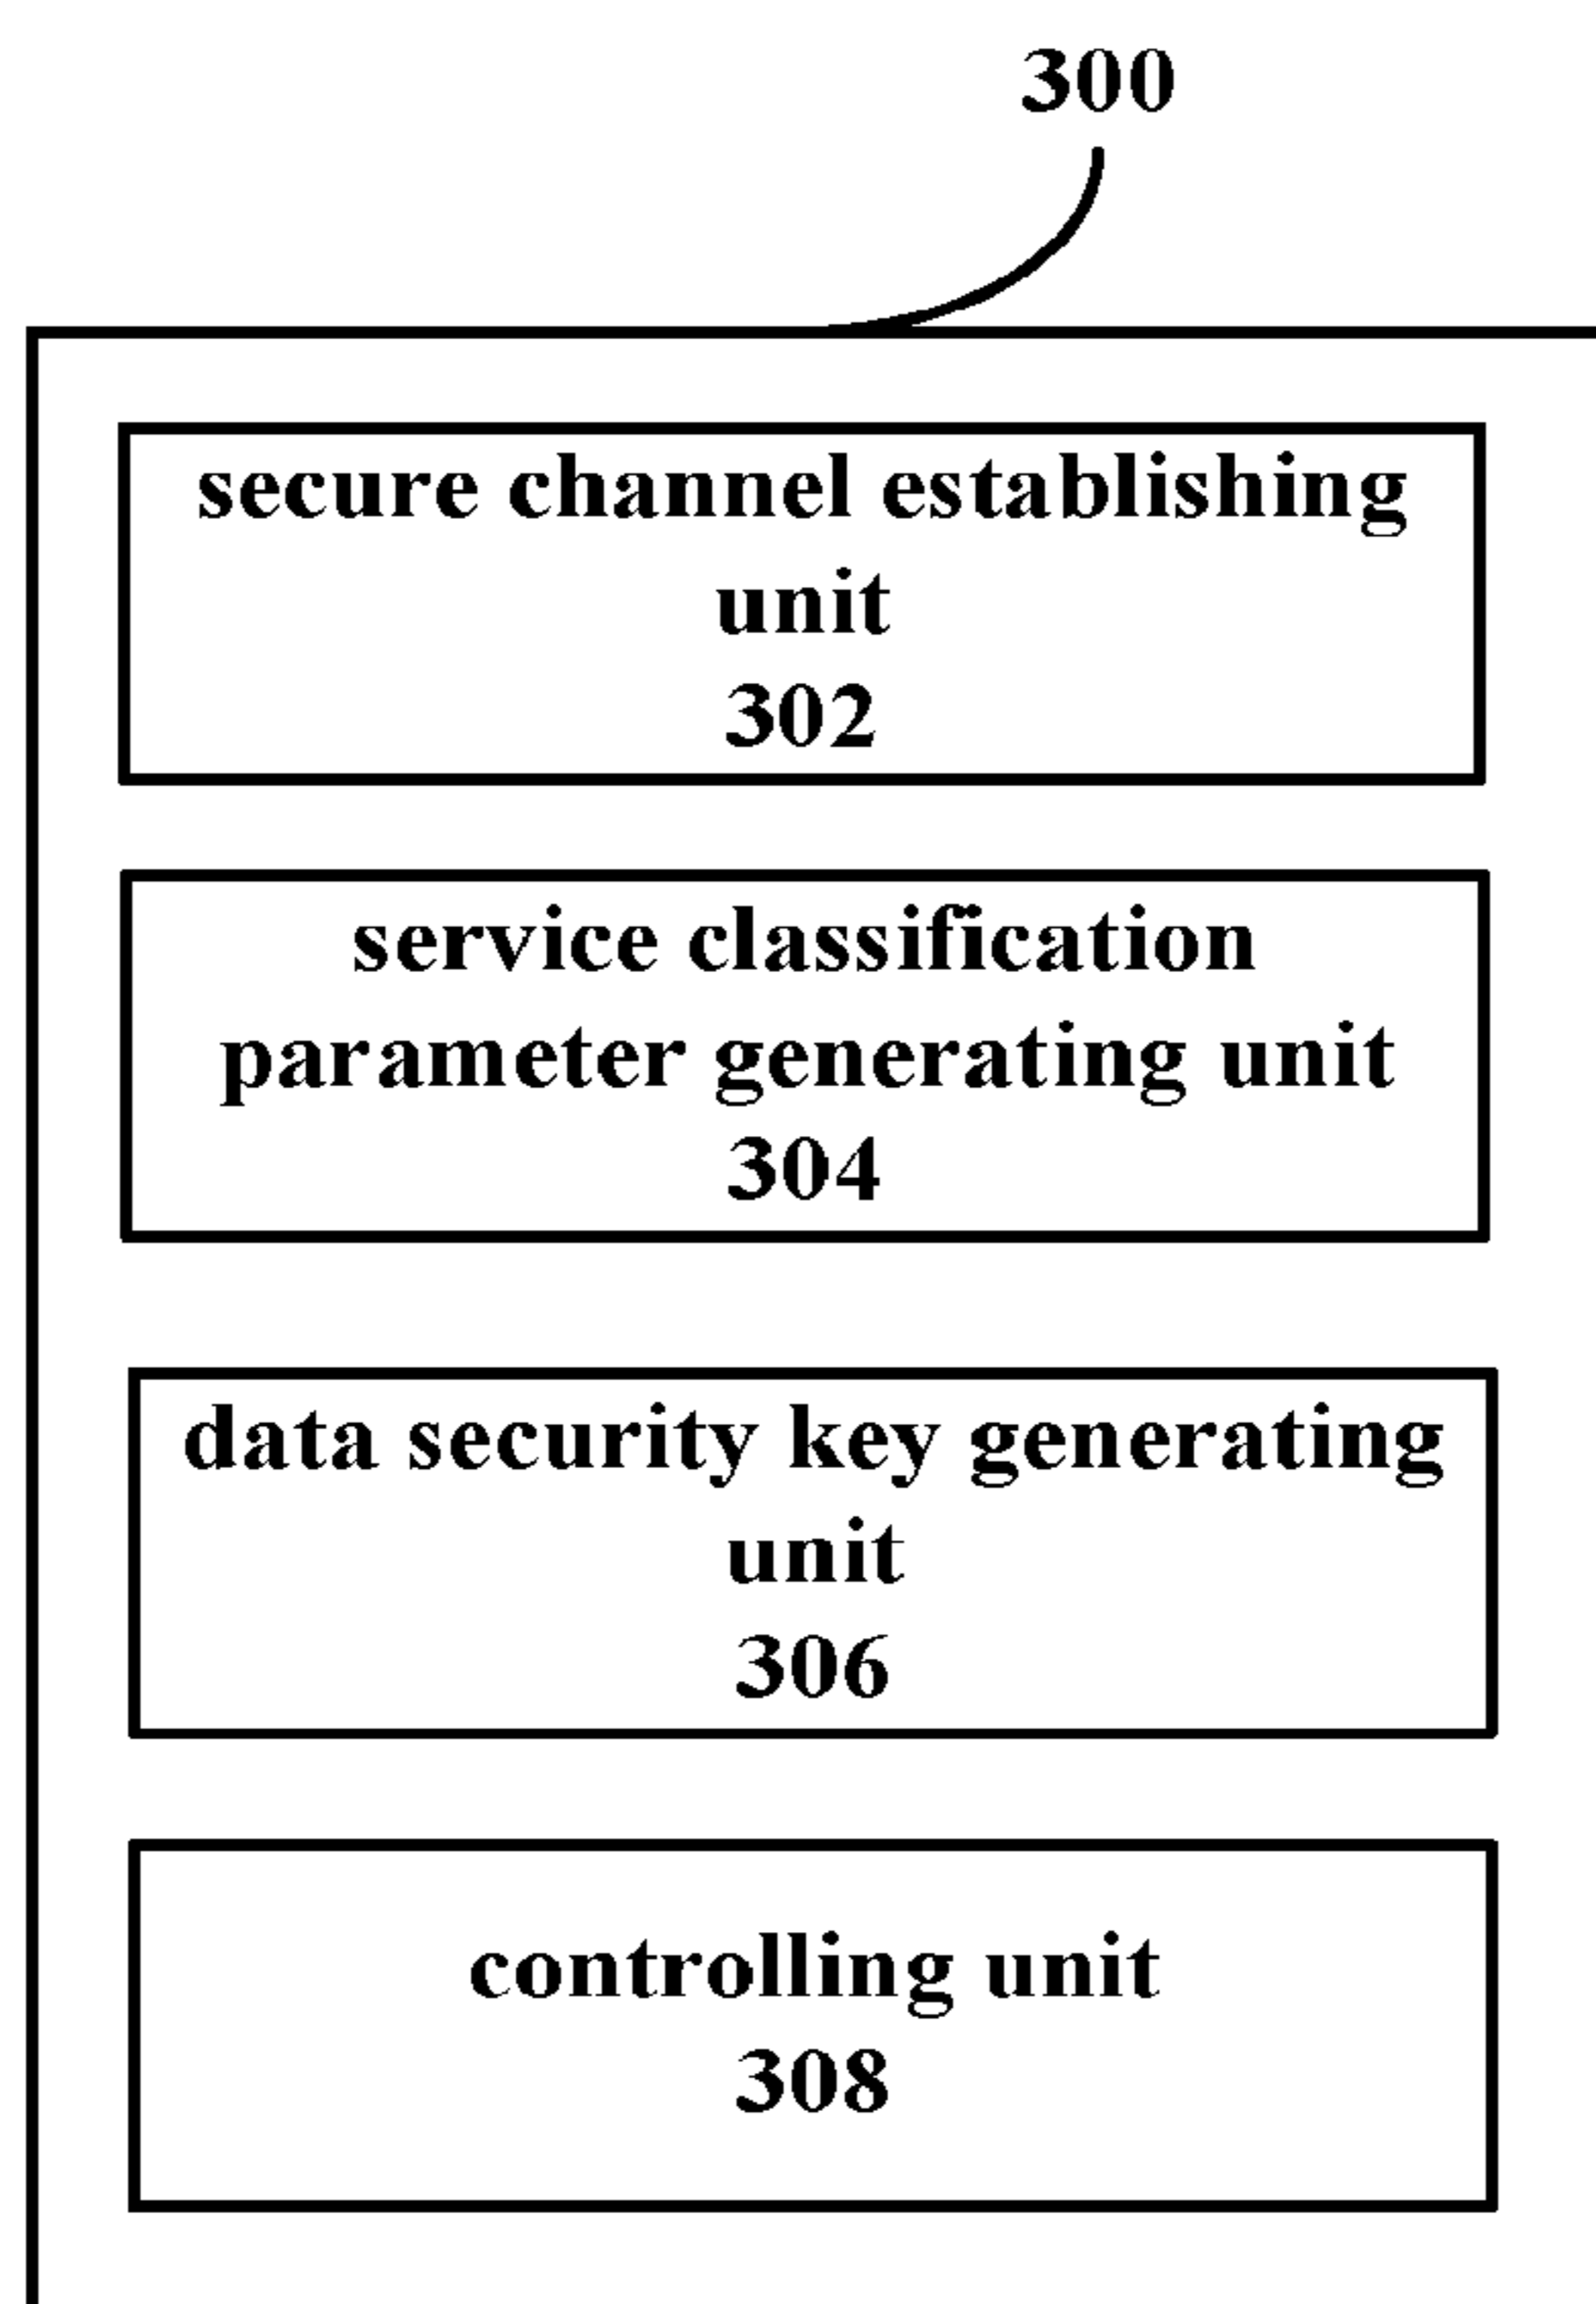 300
secure channel establishing
unit
302
service classification
parameter generating unit
304
data security key generating
unit
306
controlling unit
308